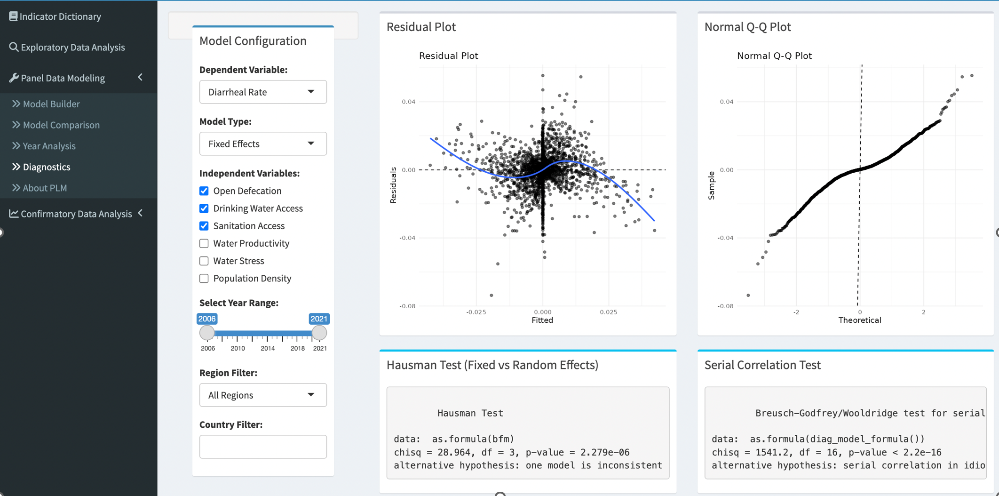 Indicator Dictionary
Exploratory Data Analysis
Panel Data Modeling
Model Builder
Model Comparison
Year Analysis
Diagnostics
About PLM
Confirmatory Data Analysis
Model Configuration
Dependent Variable:
Diarrheal Rate
Model Type:
Fixed Effects
Independent Variables:
Open Defecation
Drinking Water Access
Sanitation Access
Water Productivity
Water Stress
Population Density
Select Year Range:
2006 2021
2006 2010 2014 2018 2021
Region Filter:
All Regions
Country Filter:
Residual Plot
Residual Plot
0.04
0.00
-0.04
-0.08
Residuals
-0.025 0.000 0.025
Fitted
Normal Q-Q Plot
Normal Q-Q Plot
0.04
0.00
-0.04
-0.08
Sample
-2 0 2
Theoretical
Hausman Test (Fixed vs Random Effects)
Hausman Test
data:  as.formula(bfm)
chisq = 28.964, df = 3, p-value = 2.279e-06
alternative hypothesis: one model is inconsistent
Serial Correlation Test
Breusch-Godfrey/Wooldridge test for serial
data:  as.formula(diag_model_formula())
chisq = 1541.2, df = 16, p-value < 2.2e-16
alternative hypothesis: serial correlation in idio